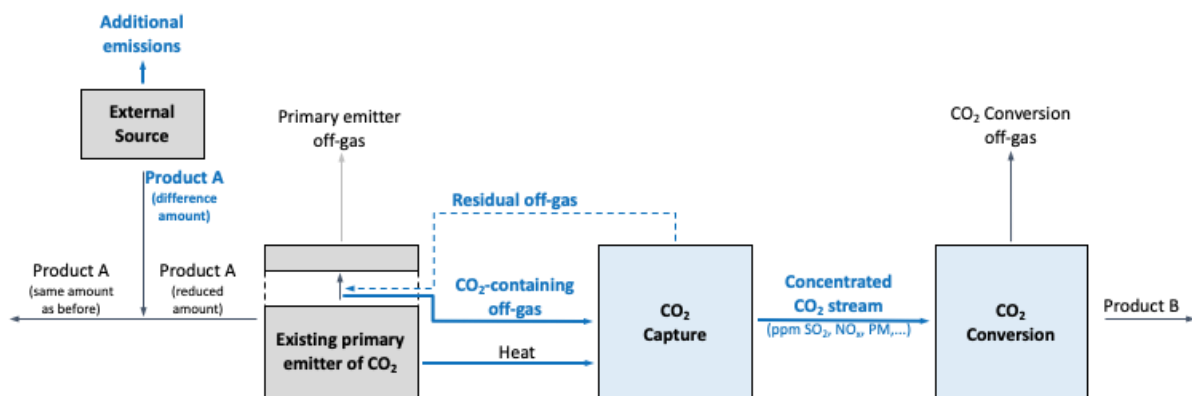 Additional
emissions
External
Source
Product A
(difference
amount)
Product A
(same amount
as before)
Product A
(reduced
amount)
Primary emitter
off-gas
Residual off-gas
CO₂-containing
off-gas
Existing primary
emitter of CO₂
Heat
CO₂
Capture
Concentrated
CO₂ stream
(ppm SO₂, NOₓ, PM,...)
CO₂ Conversion
off-gas
CO₂
Conversion
Product B